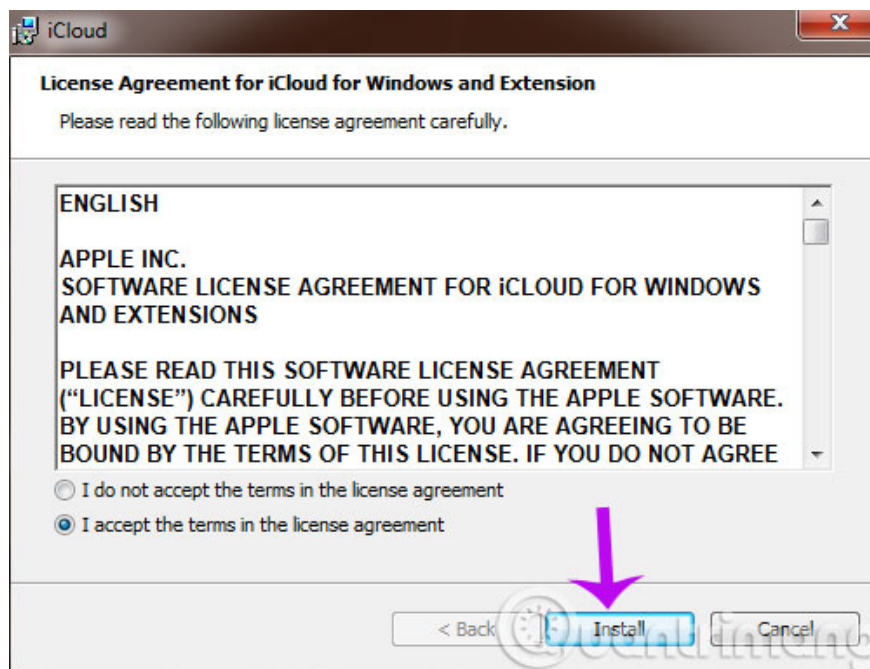 iCloud
License Agreement for iCloud for Windows and Extension
Please read the following license agreement carefully.
ENGLISH
APPLE INC.
SOFTWARE LICENSE AGREEMENT FOR iCLOUD FOR WINDOWS
AND EXTENSIONS
PLEASE READ THIS SOFTWARE LICENSE AGREEMENT
(“LICENSE”) CAREFULLY BEFORE USING THE APPLE SOFTWARE.
BY USING THE APPLE SOFTWARE, YOU ARE AGREEING TO BE
BOUND BY THE TERMS OF THIS LICENSE. IF YOU DO NOT AGREE
I do not accept the terms in the license agreement
I accept the terms in the license agreement
< Back Install Cancel